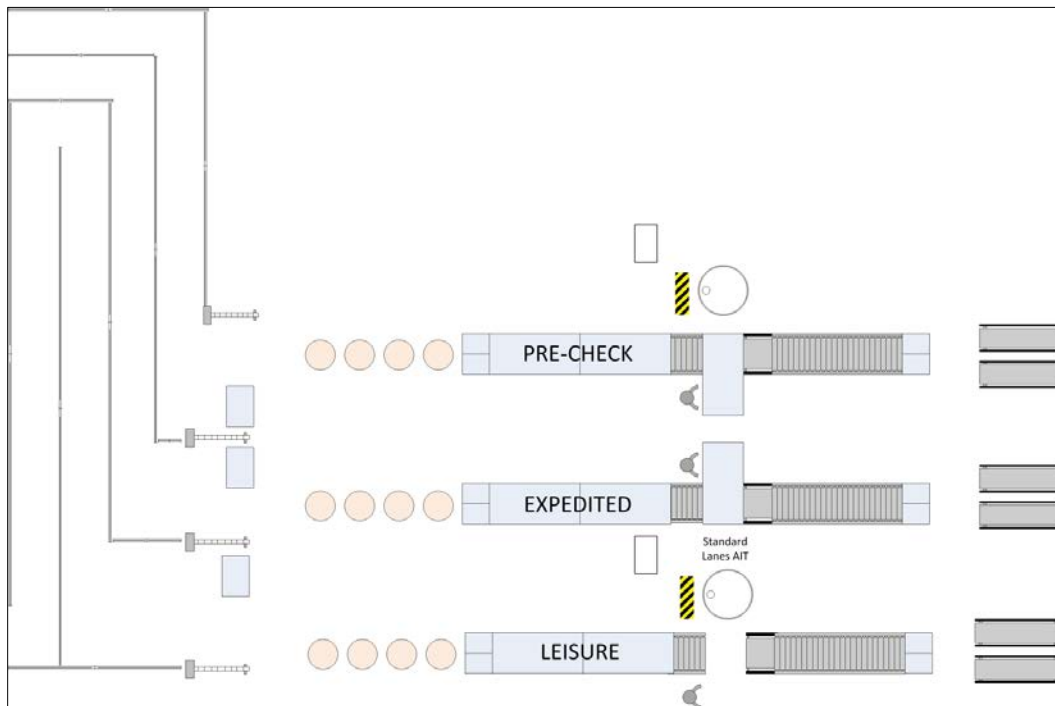 PRE-CHECK
EXPEDITED
Standard
Lanes AIT
LEISURE